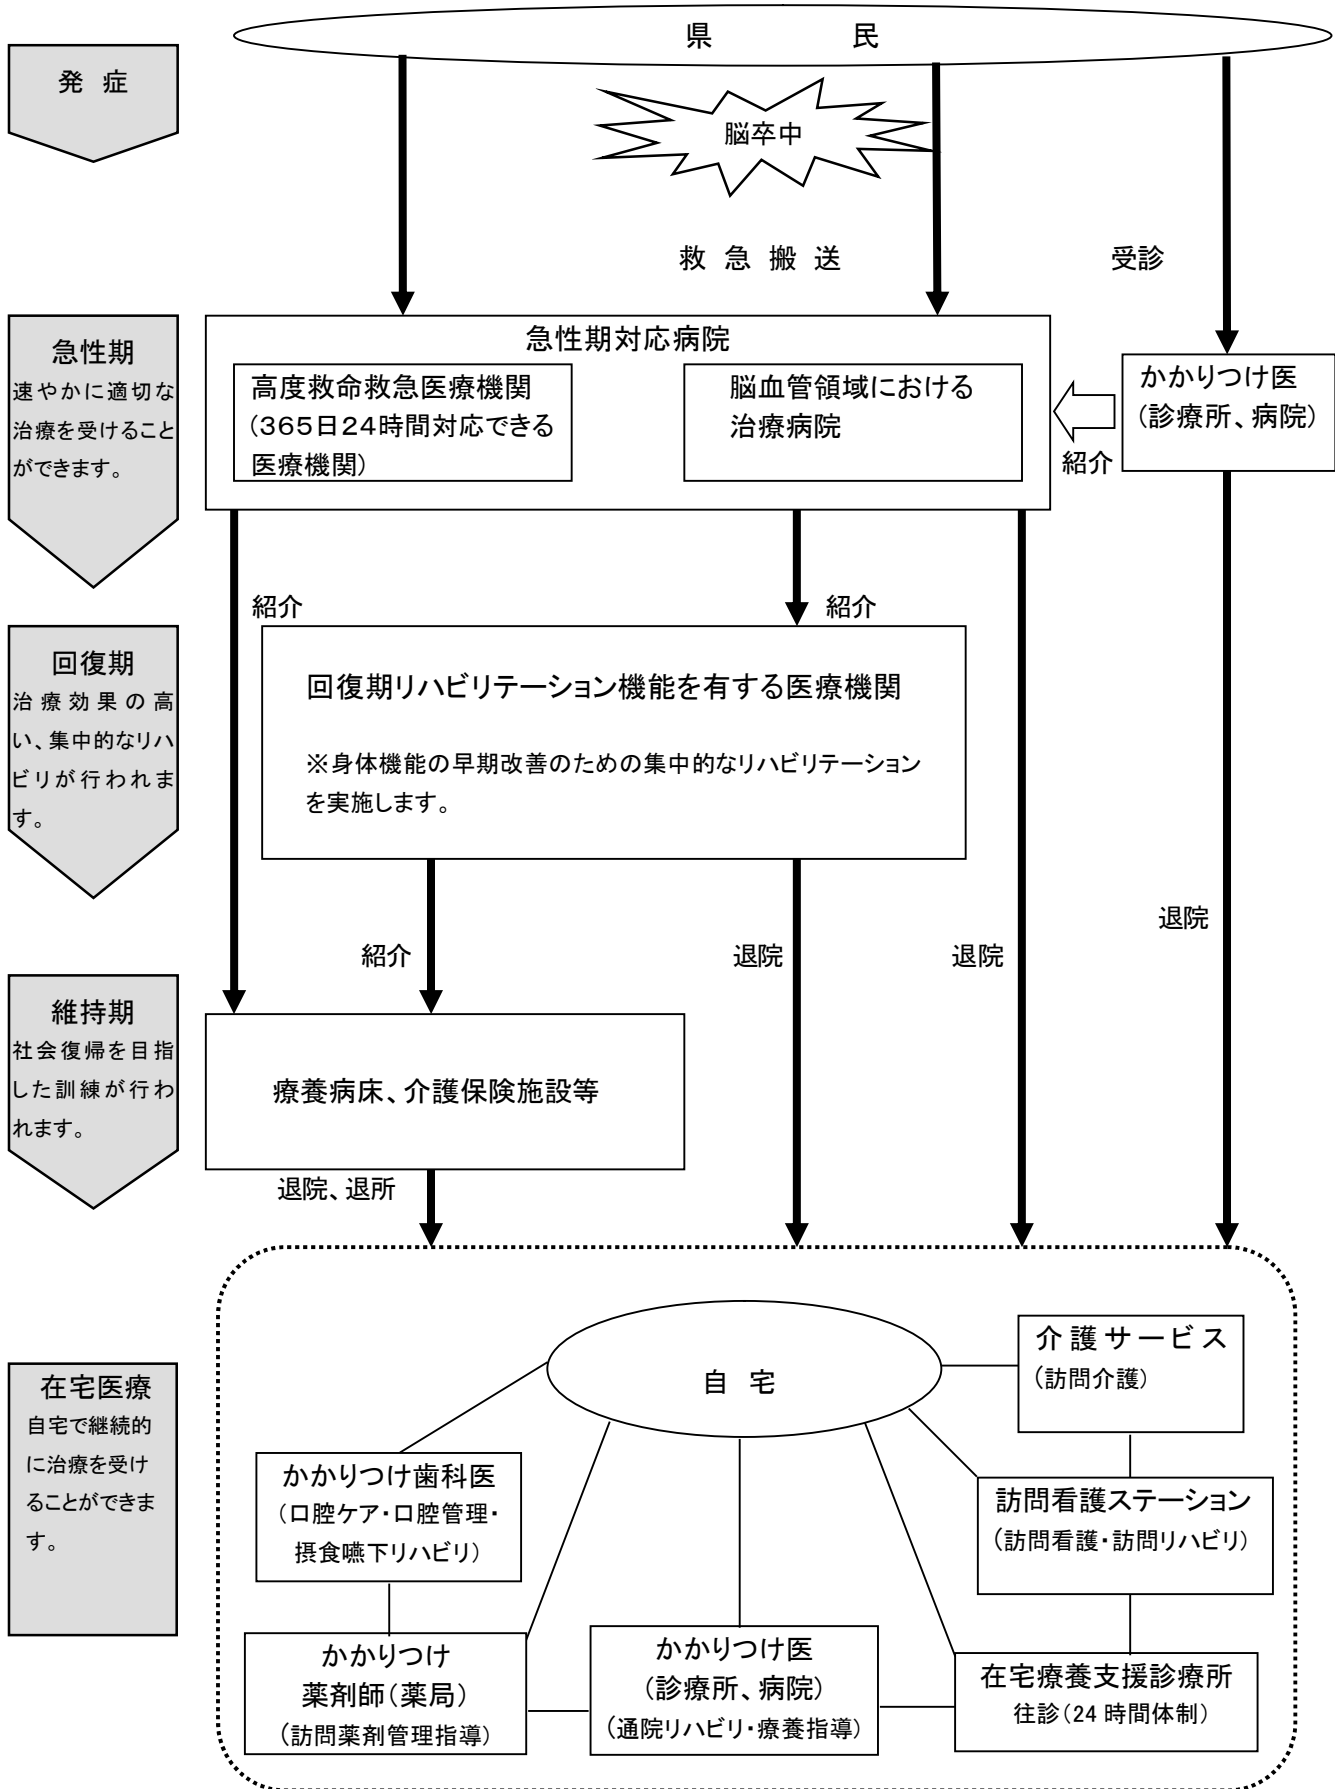 県　民
発　症
脳卒中
救 急 搬 送
受診
急性期
速やかに適切な
治療を受けること
ができます。
急性期対応病院
高度救命救急医療機関
(365日24時間対応できる
医療機関)
脳血管領域における
治療病院
紹介
かかりつけ医
(診療所、病院)
紹介
紹介
回復期
治療効果の高
い、集中的なリハ
ビリが行われま
す。
回復期リハビリテーション機能を有する医療機関
※身体機能の早期改善のための集中的なリハビリテーション
を実施します。
紹介
退院
退院
退院
維持期
社会復帰を目指
した訓練が行わ
れます。
療養病床、介護保険施設等
退院、退所
在宅医療
自宅で継続的
に治療を受け
ることができま
す。
自　宅
介護サービス
(訪問介護)
かかりつけ歯科医
(口腔ケア・口腔管理・
摂食嚥下リハビリ)
訪問看護ステーション
(訪問看護・訪問リハビリ)
かかりつけ
薬剤師(薬局)
(訪問薬剤管理指導)
かかりつけ医
(診療所、病院)
(通院リハビリ・療養指導)
在宅療養支援診療所
往診(24時間体制)